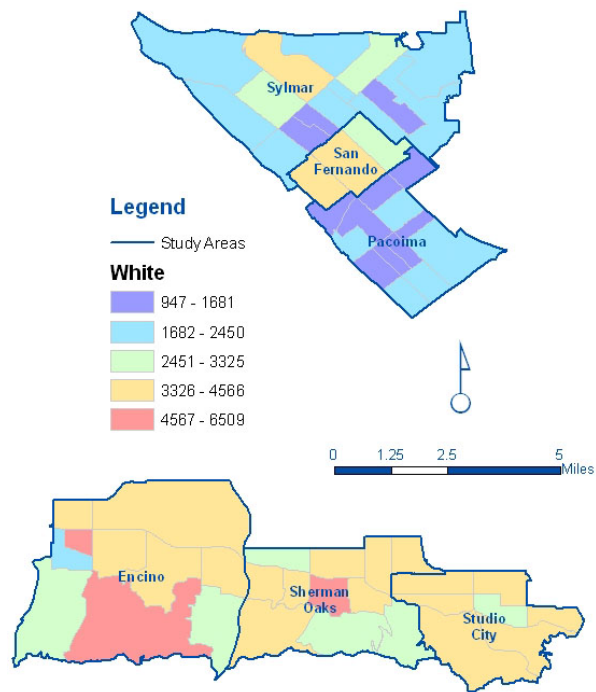 Sylmar
San
Fernando
Pacoima
Legend
Study Areas
White
947 - 1681
1682 - 2450
2451 - 3325
3326 - 4566
4567 - 6509
0 1.25 2.5 5
Miles
Encino
Sherman
Oaks
Studio
City